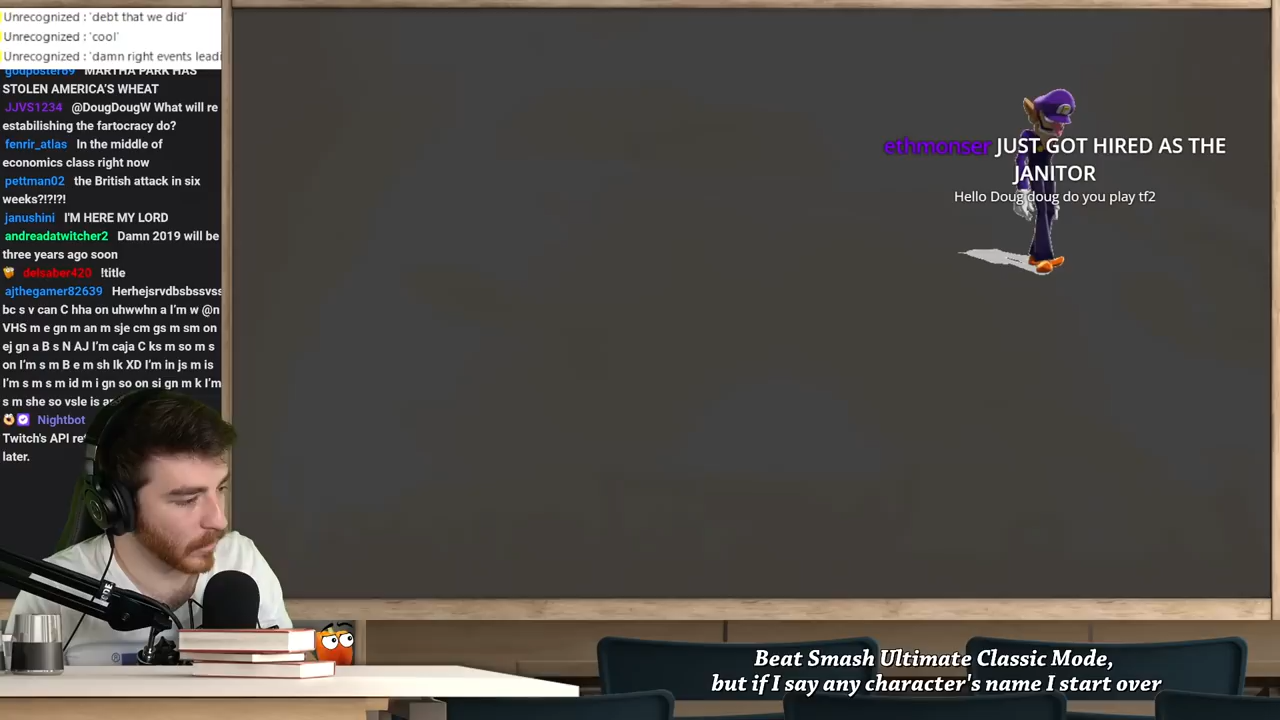 Unrecognized : 'debt that we did'
Unrecognized : 'cool'
Unrecognized : 'damn right events leadi
godposter69 MARTHA PARK HAS
STOLEN AMERICA'S WHEAT
JJVS1234 @DougDougW What will re
estabilishing the fartocracy do?
fenrir_atlas In the middle of
economics class right now
pettman02 the British attack in six
weeks?!?!?!
janushini I'M HERE MY LORD
andreadatwitcher2 Damn 2019 will be
three years ago soon
delsaber420 !title
ajthegamer82639 Herhejsrvdbsbssvss
bc s v can C hha on uhwwhn a I'm w @n
VHS m e gn m an m sje cm gs m sm on
ej gn a B s N AJ I'm caja C ks m so m s
on I'm s m B e m sh Ik XD I'm in js m is
I'm s m s m id m i gn so on si gn m k I'm
s m she so vsle is
Nightbot
Twitch's API
later.
ethmonser JUST GOT HIRED AS THE
JANITOR
Hello Doug doug do you play tf2
Beat Smash Ultimate Classic Mode,
but if I say any character's name I start over